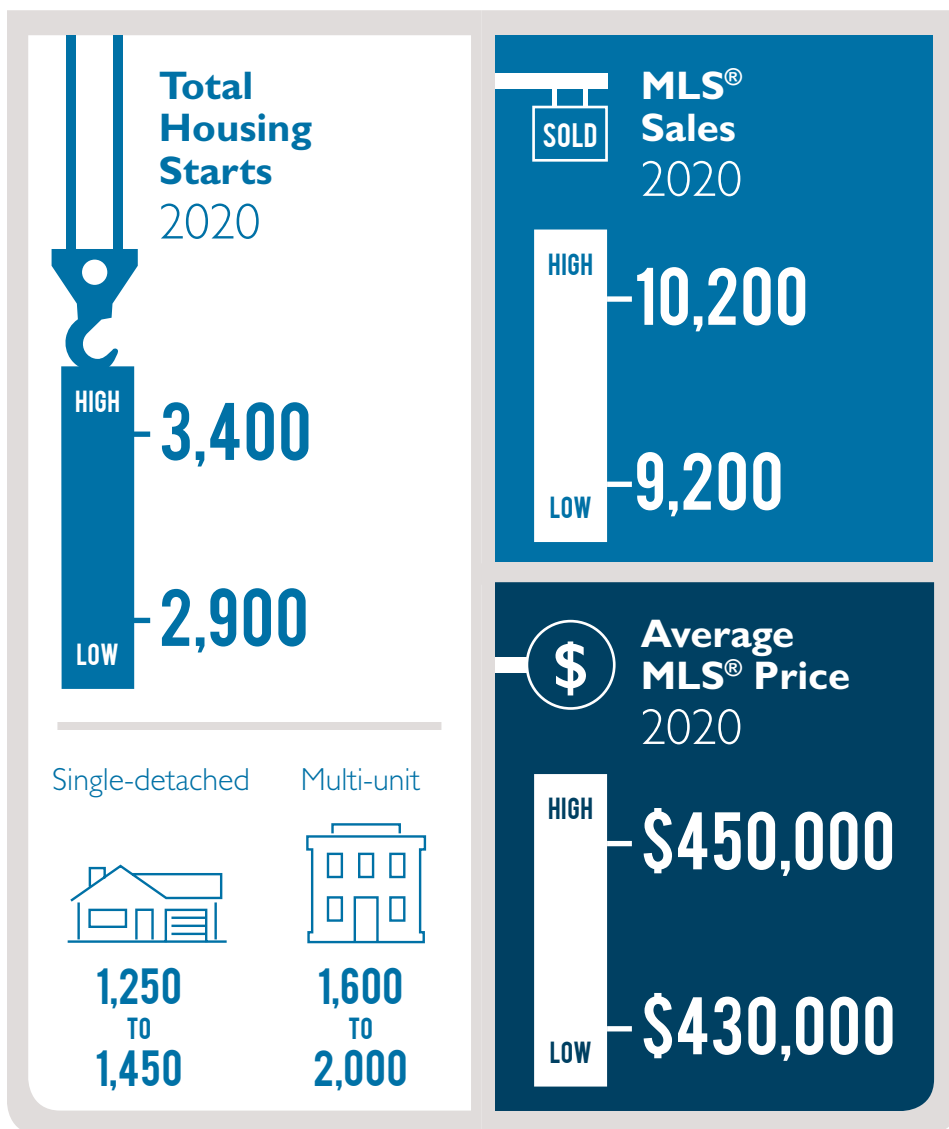 Total
Housing
Starts
2020
HIGH
3,400
2,900
LOW
Single-detached
1,250
TO
1,450
Multi-unit
1,600
TO
2,000
SOLD
MLS®
Sales
2020
HIGH
10,200
9,200
LOW
$
Average
MLS® Price
2020
HIGH
$450,000
$430,000
LOW